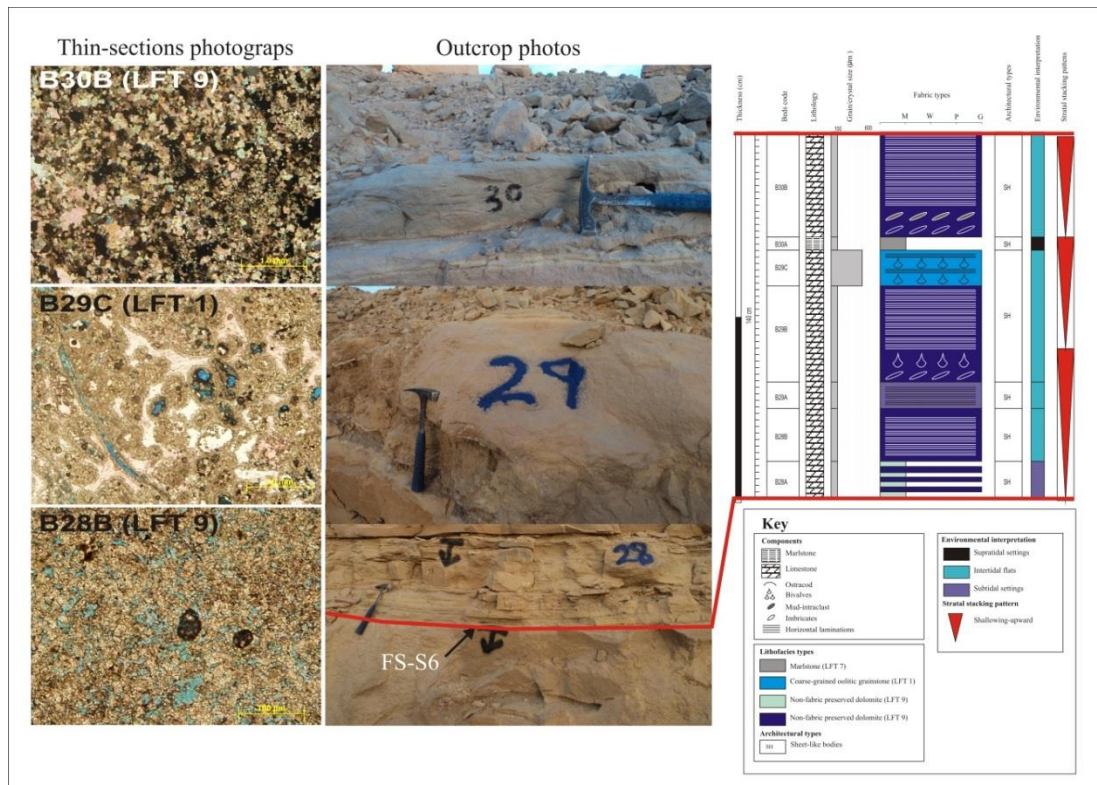 Thin-sections photograps
Outcrop photos
B30B (LFT 9)
30
B29C (LFT 1)
29
B28B (LFT 9)
28
FS-S6
Thickness (cm)
Beds code
Lithology
Grain/crystal size (µm)
Fabric types
Architectural types
Environmental interpretation
Stratal stacking pattens
100
600
M W P G
140 cm
B30B
SH
B30A
SH
B29C
SH
B29B
B29A
SH
B28B
SH
B28A
SH
Key
Components
Marlstone
Limestone
Ostracod
Bivalves
Mud-intraclast
Imbricates
Horizontal laminations
Lithofacies types
Marlstone (LFT 7)
Coarse-grained oolitic grainstone (LFT 1)
Non-fabric preserved dolomite (LFT 9)
Non-fabric preserved dolomite (LFT 9)
Architectural types
SH Sheet-like bodies
Environmental interpretation
Supratidal settings
Intertidal flats
Subtidal settings
Stratal stacking pattern
Shallowing-upward